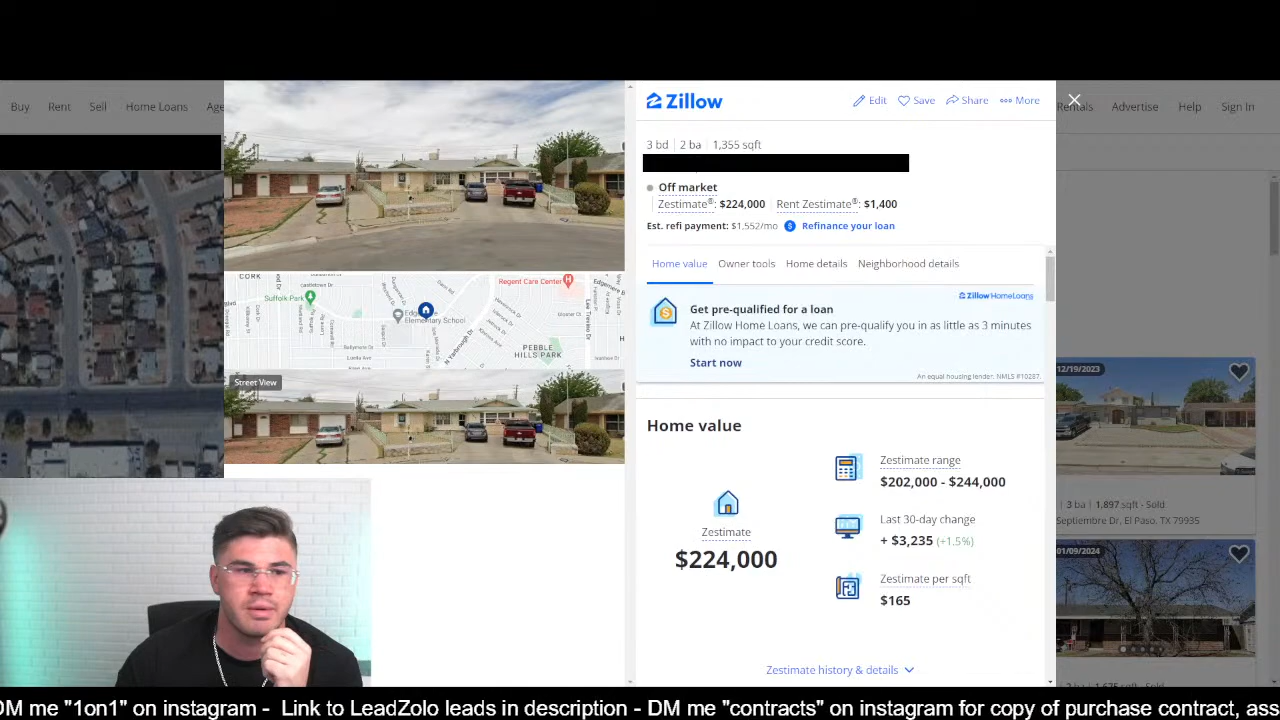 Buy Rent Sell Home Loans Age
Zillow
Edit Save Share More
Rentals Advertise Help Sign In
3 bd 2 ba 1,355 sqft
Off market
Zestimate®: $224,000 Rent Zestimate®: $1,400
Est. refi payment: $1,552/mo Refinance your loan
Home value Owner tools Home details Neighborhood details
Zillow HomeLoans
Get pre-qualified for a loan
At Zillow Home Loans, we can pre-qualify you in as little as 3 minutes
with no impact to your credit score.
Start now
An equal housing lender. NMLS #10287.
CORK
Suffolk Park
Regent Care Center
Elementary School
PEBBLE
HILLS PARK
Street View
Home value
Zestimate
$224,000
Zestimate range
$202,000 - $244,000
Last 30-day change
+ $3,235 (+1.5%)
Zestimate per sqft
$165
Zestimate history & details
12/19/2023
3 ba 1,897 sqft - Sold
Septiembre Dr, El Paso, TX 79935
01/09/2024
DM me "1on1" on instagram - Link to LeadZolo leads in description - DM me "contracts" on instagram for copy of purchase contract, ass